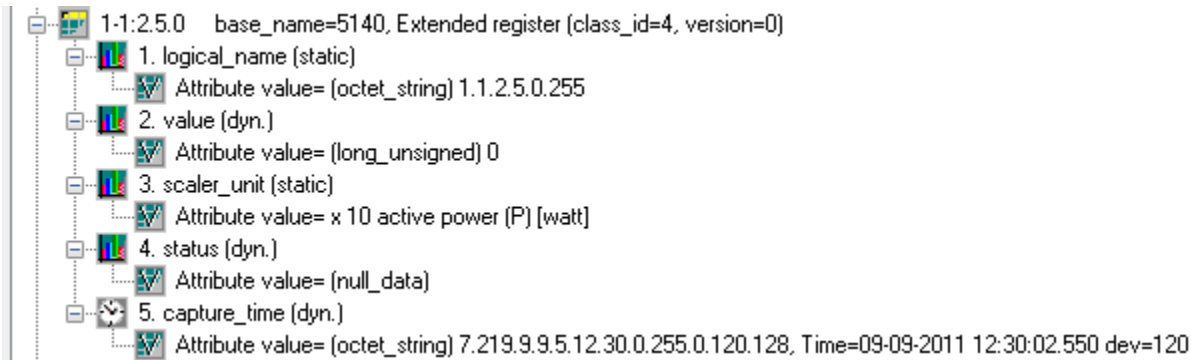 1-1:2.5.0 base_name=5140, Extended register (class_id=4, version=0)
1. logical_name (static)
Attribute value= (octet_string) 1.1.2.5.0.255
2. value (dyn.)
Attribute value= (long_unsigned) 0
3. scaler_unit (static)
Attribute value= x 10 active power (P) [watt]
4. status (dyn.)
Attribute value= (null_data)
5. capture_time (dyn.)
Attribute value= (octet_string) 7.219.9.9.5.12.30.0.255.0.120.128, Time=09-09-2011 12:30:02.550 dev=120